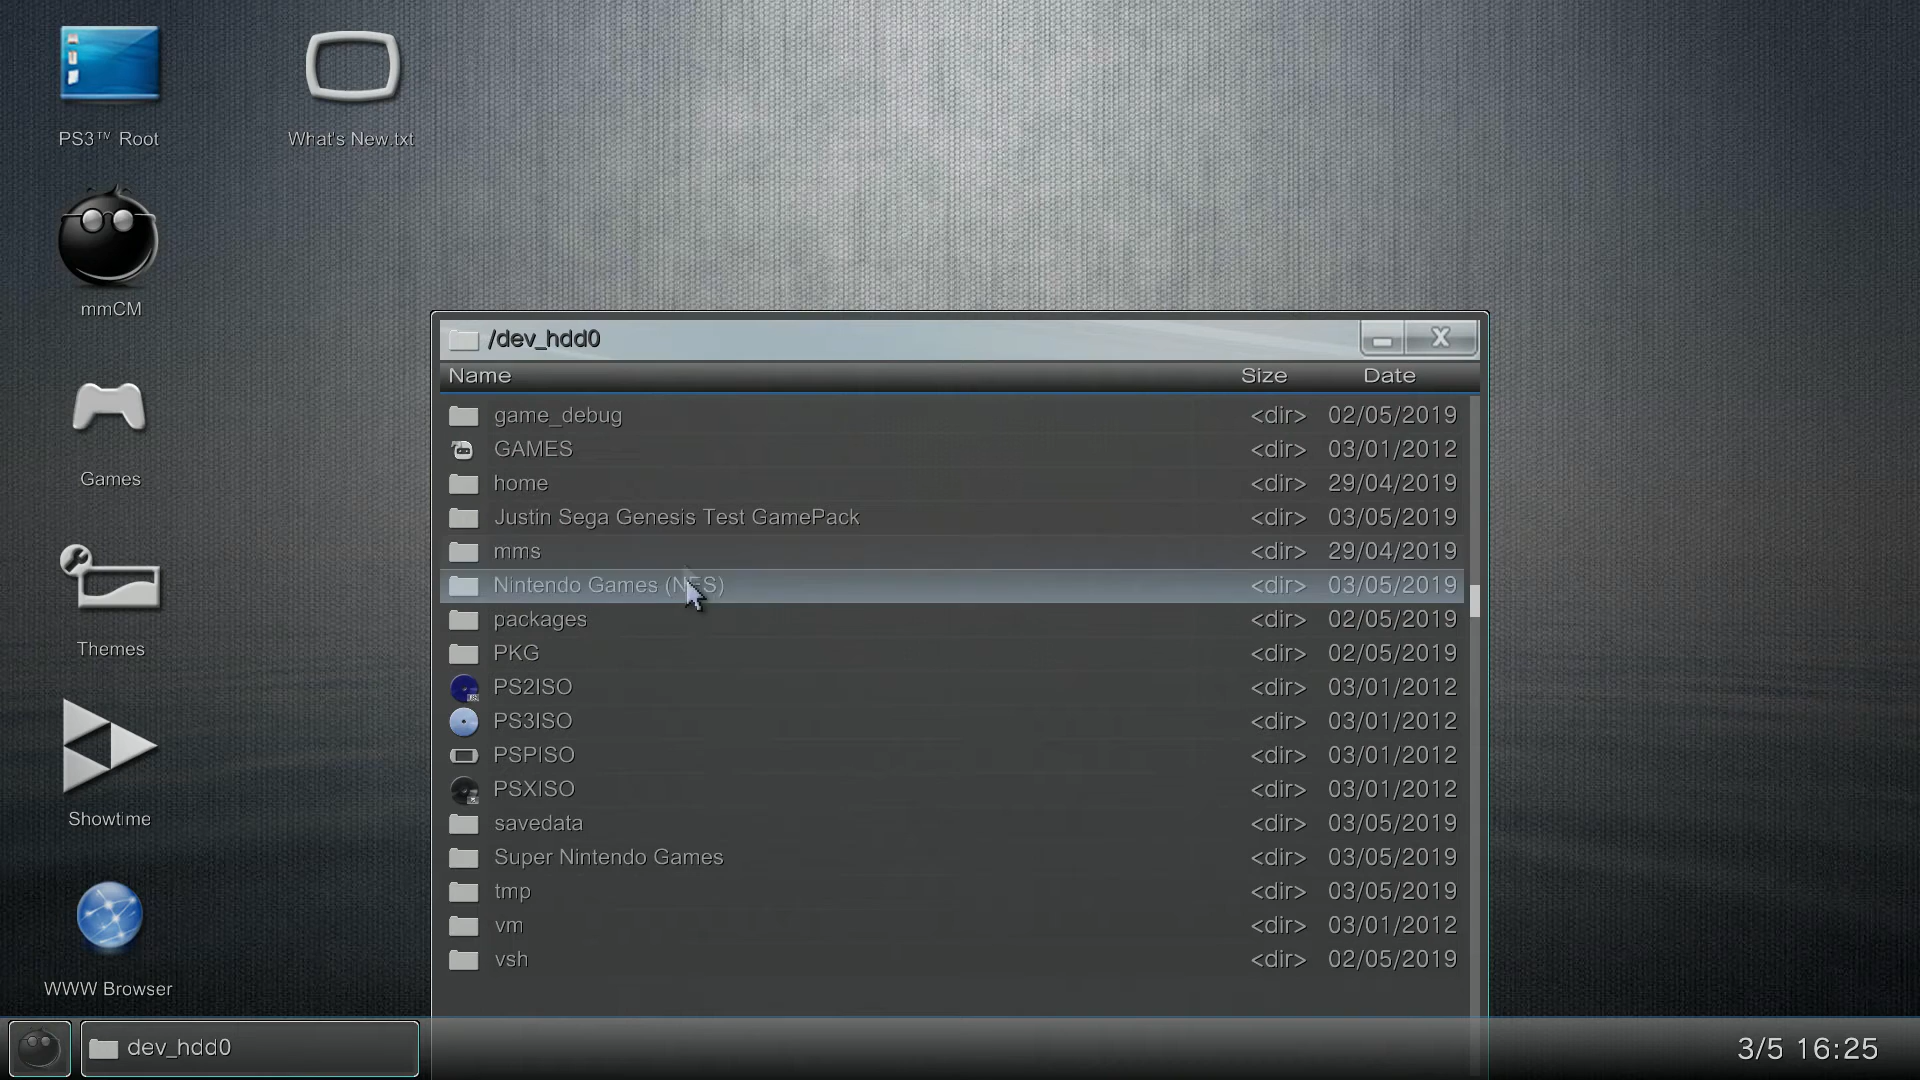 PS3™ Root
What's New.txt
mmCM
Games
Themes
Showtime
WWW Browser
/dev_hdd0
X
Name Size Date
game_debug <dir> 02/05/2019
GAMES <dir> 03/01/2012
home <dir> 29/04/2019
Justin Sega Genesis Test GamePack <dir> 03/05/2019
mms <dir> 29/04/2019
Nintendo Games (NES) <dir> 03/05/2019
packages <dir> 02/05/2019
PKG <dir> 02/05/2019
PS2ISO <dir> 03/01/2012
PS3ISO <dir> 03/01/2012
PSPISO <dir> 03/01/2012
PSXISO <dir> 03/01/2012
savedata <dir> 03/05/2019
Super Nintendo Games <dir> 03/05/2019
tmp <dir> 03/05/2019
vm <dir> 03/01/2012
vsh <dir> 02/05/2019
dev_hdd0
3/5 16:25